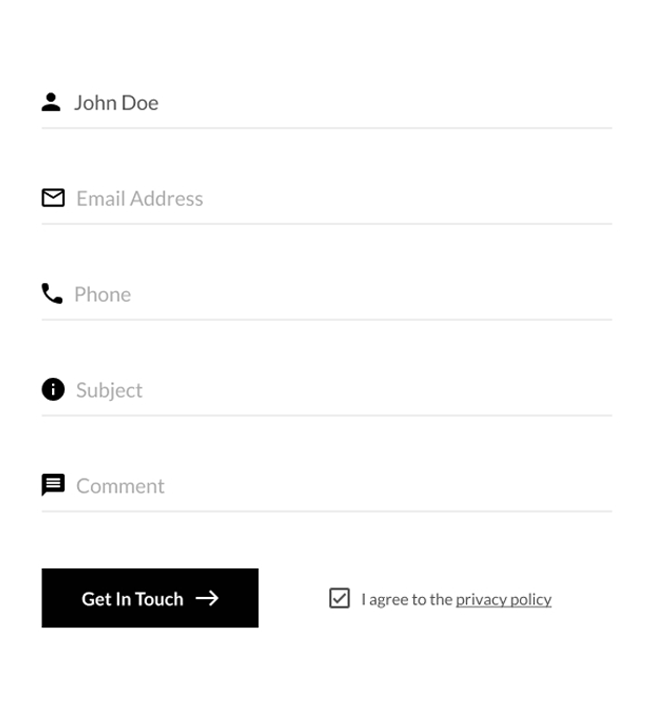 John Doe
Email Address
Phone
Subject
Comment
Get In Touch
I agree to the privacy policy